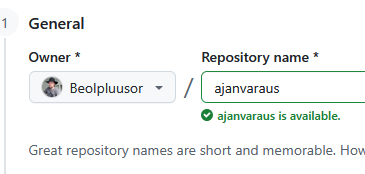 1
General
Owner *
Repository name *
Beolpluusor / ajanvaraus
ajanvaraus is available.
Great repository names are short and memorable. How